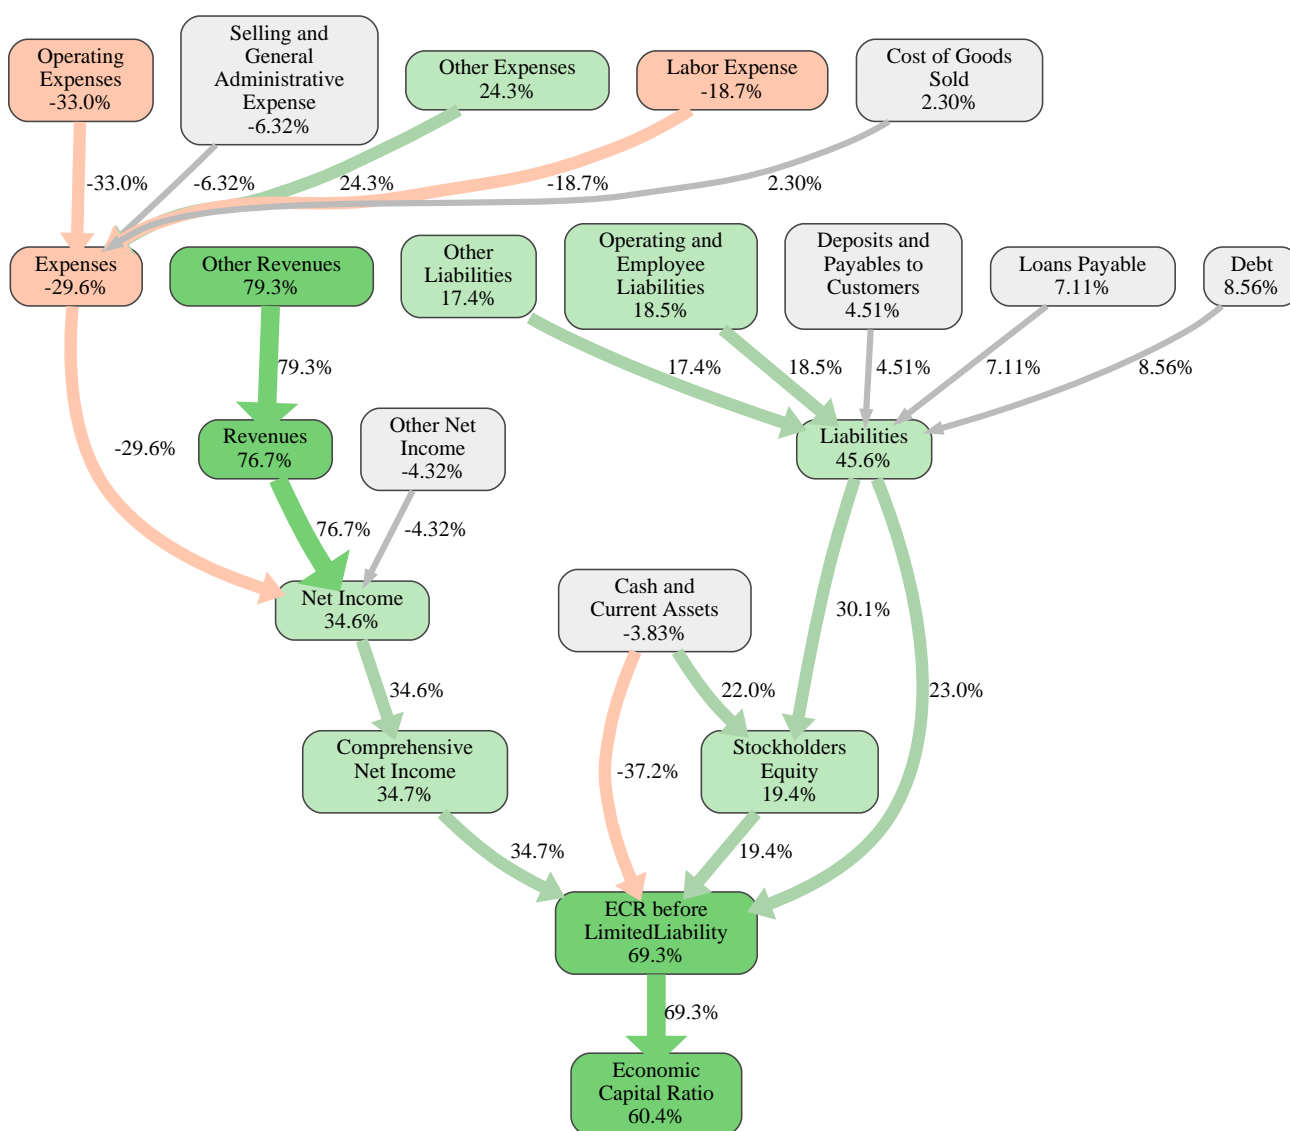 Operating
Expenses
-33.0%
Selling and
General
Administrative
Expense
-6.32%
Other Expenses
24.3%
Labor Expense
-18.7%
Cost of Goods
Sold
2.30%
-33.0%
-6.32%
24.3%
-18.7%
2.30%
Expenses
-29.6%
Other Revenues
79.3%
Other
Liabilities
17.4%
Operating and
Employee
Liabilities
18.5%
Deposits and
Payables to
Customers
4.51%
Loans Payable
7.11%
Debt
8.56%
79.3%
17.4%
18.5%
4.51%
7.11%
8.56%
-29.6%
Revenues
76.7%
Other Net
Income
-4.32%
Liabilities
45.6%
76.7%
-4.32%
Net Income
34.6%
Cash and
Current Assets
-3.83%
30.1%
34.6%
22.0%
23.0%
Comprehensive
Net Income
34.7%
-37.2%
Stockholders
Equity
19.4%
34.7%
19.4%
ECR before
LimitedLiability
69.3%
69.3%
Economic
Capital Ratio
60.4%